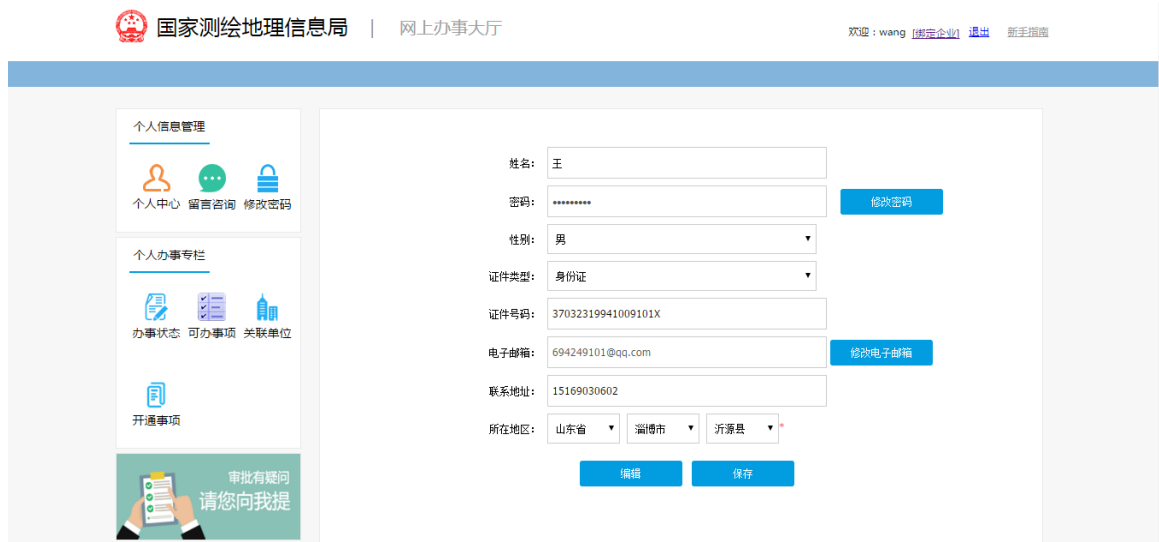 国家测绘地理信息局 | 网上办事大厅
欢迎：wang [绑定企业] 退出 新手指南
个人信息管理
个人中心 留言咨询 修改密码
个人办事专栏
办事状态 可办事项 关联单位
开通事项
审批有疑问
请您向我提
姓名： 王
密码： ••••••••• 修改密码
性别： 男
证件类型： 身份证
证件号码： 37032319941009101X
电子邮箱： 694249101@qq.com 修改电子邮箱
联系地址： 15169030602
所在地区： 山东省 淄博市 沂源县 *
编辑 保存